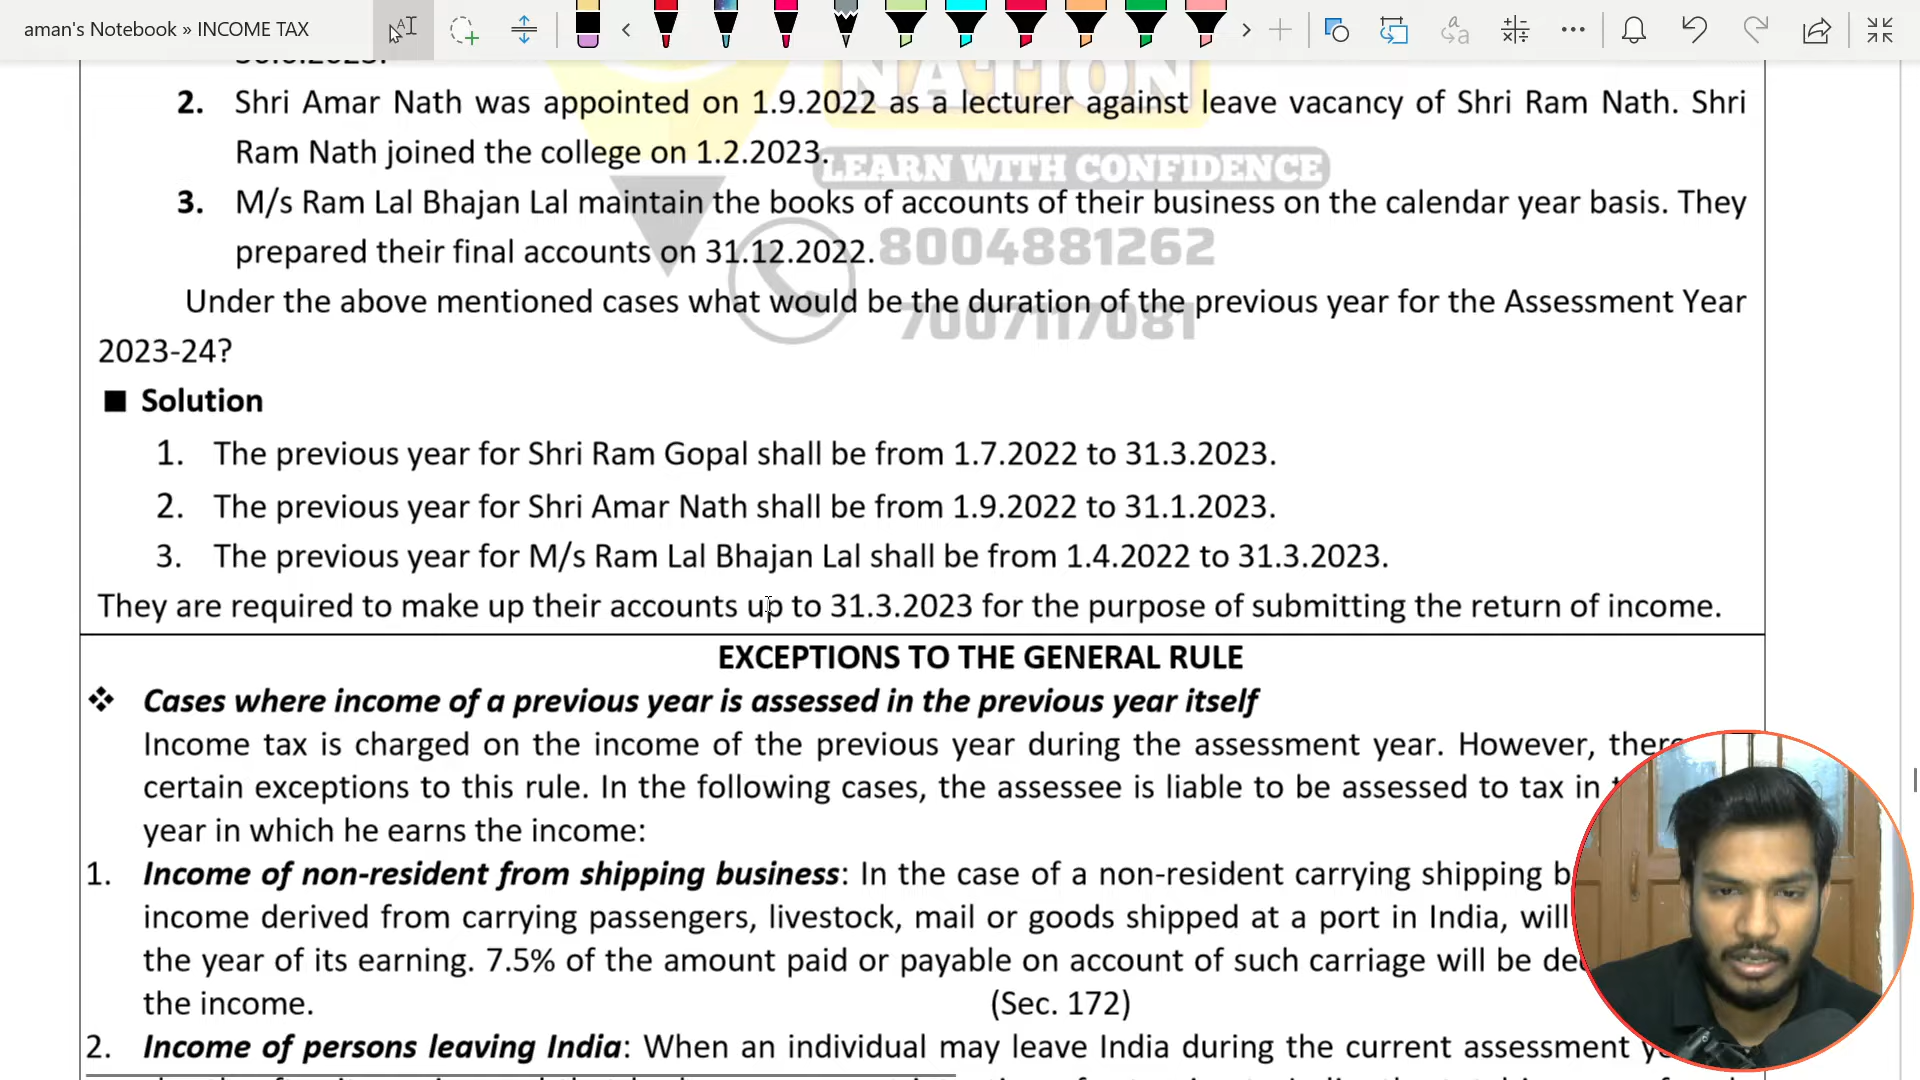 aman's Notebook » INCOME TAX
NATION
2. Shri Amar Nath was appointed on 1.9.2022 as a lecturer against leave vacancy of Shri Ram Nath. Shri
Ram Nath joined the college on 1.2.2023.
LEARN WITH CONFIDENCE
3. M/s Ram Lal Bhajan Lal maintain the books of accounts of their business on the calendar year basis. They
prepared their final accounts on 31.12.2022.
8004881262
Under the above mentioned cases what would be the duration of the previous year for the Assessment Year
7007117081
2023-24?
■ Solution
1. The previous year for Shri Ram Gopal shall be from 1.7.2022 to 31.3.2023.
2. The previous year for Shri Amar Nath shall be from 1.9.2022 to 31.1.2023.
3. The previous year for M/s Ram Lal Bhajan Lal shall be from 1.4.2022 to 31.3.2023.
They are required to make up their accounts up to 31.3.2023 for the purpose of submitting the return of income.
EXCEPTIONS TO THE GENERAL RULE
❖ Cases where income of a previous year is assessed in the previous year itself
Income tax is charged on the income of the previous year during the assessment year. However,
certain exceptions to this rule. In the following cases, the assessee is liable to be assessed to tax in
year in which he earns the income:
1. Income of non-resident from shipping business: In the case of a non-resident carrying shipping
income derived from carrying passengers, livestock, mail or goods shipped at a port in India, will
the year of its earning. 7.5% of the amount paid or payable on account of such carriage will be
the income. (Sec. 172)
2. Income of persons leaving India: When an individual may leave India during the current assessment